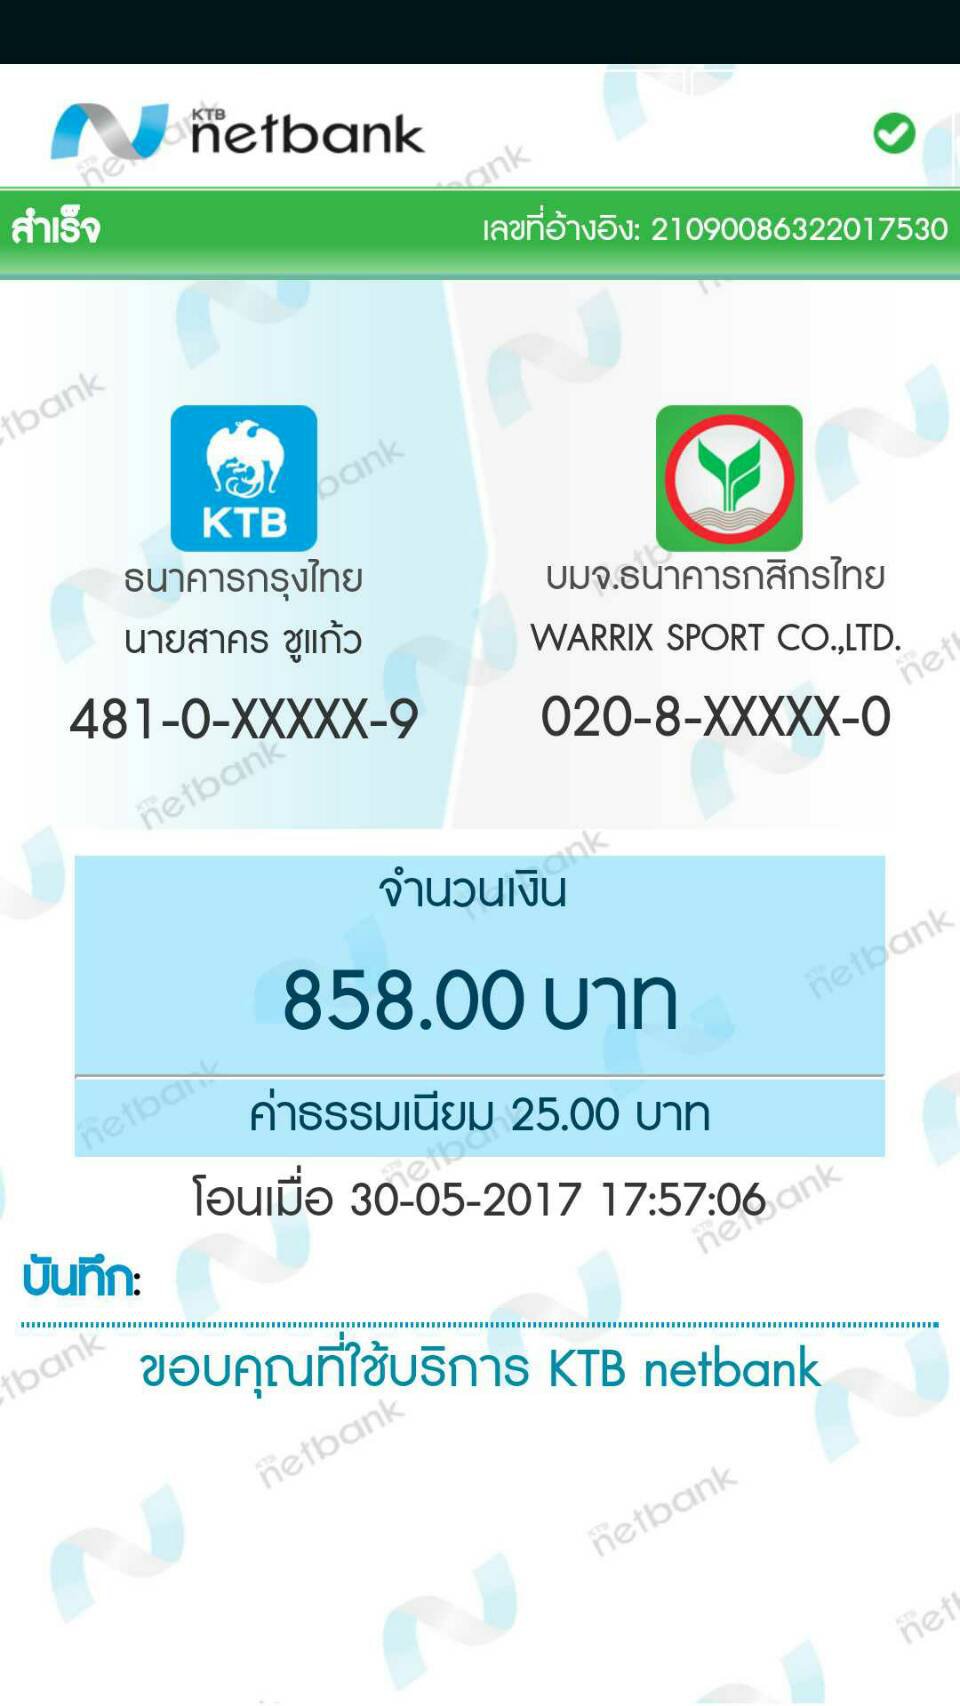 KTB netbank
สำเร็จ เลขที่อ้างอิง: 21090086322017530
KTB
ธนาคารกรุงไทย
นายสาคร ชูแก้ว
481-0-XXXXX-9
บมจ.ธนาคารกสิกรไทย
WARRIX SPORT CO.,LTD.
020-8-XXXXX-0
จำนวนเงิน
858.00 บาท
ค่าธรรมเนียม 25.00 บาท
โอนเมื่อ 30-05-2017 17:57:06
บันทึก:
ขอบคุณที่ใช้บริการ KTB netbank